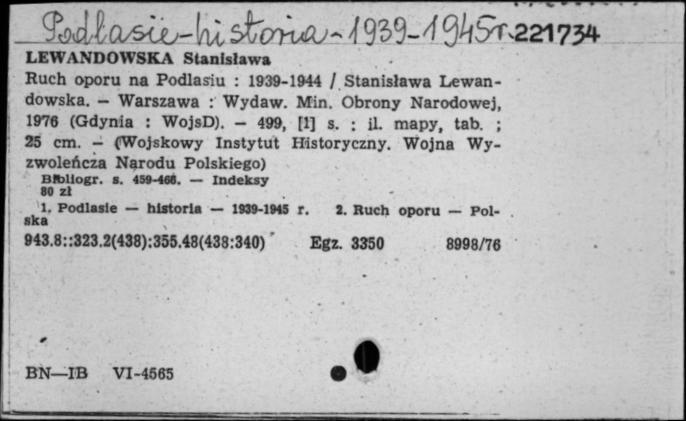 Podlasie - historia - 1939-1945 r. 221734
LEWANDOWSKA Stanisława
Ruch oporu na Podlasiu : 1939-1944 / Stanisława Lewan-
dowska. — Warszawa : Wydaw. Min. Obrony Narodowej,
1976 (Gdynia : WojsD). — 499, [1] s. : il. mapy, tab. ;
25 cm. — (Wojskowy Instytut Historyczny. Wojna Wy-
zwoleńcza Narodu Polskiego)
Bibliogr. s. 459-466. — Indeksy
80 zł
1. Podlasie — historia — 1939-1945 r. 2. Ruch oporu — Pol-
ska
943.8::323.2(438):355.48(438:340) Egz. 3350 8998/76
BN—IB VI-4565